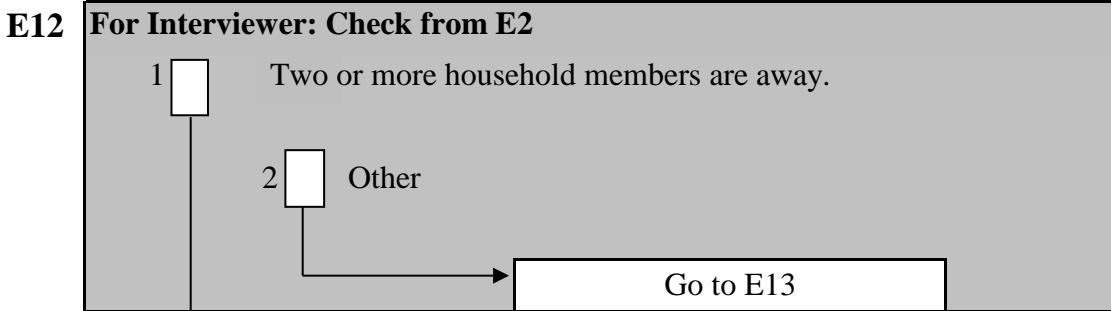 E12 For Interviewer: Check from E2
1 Two or more household members are away.
2 Other
Go to E13